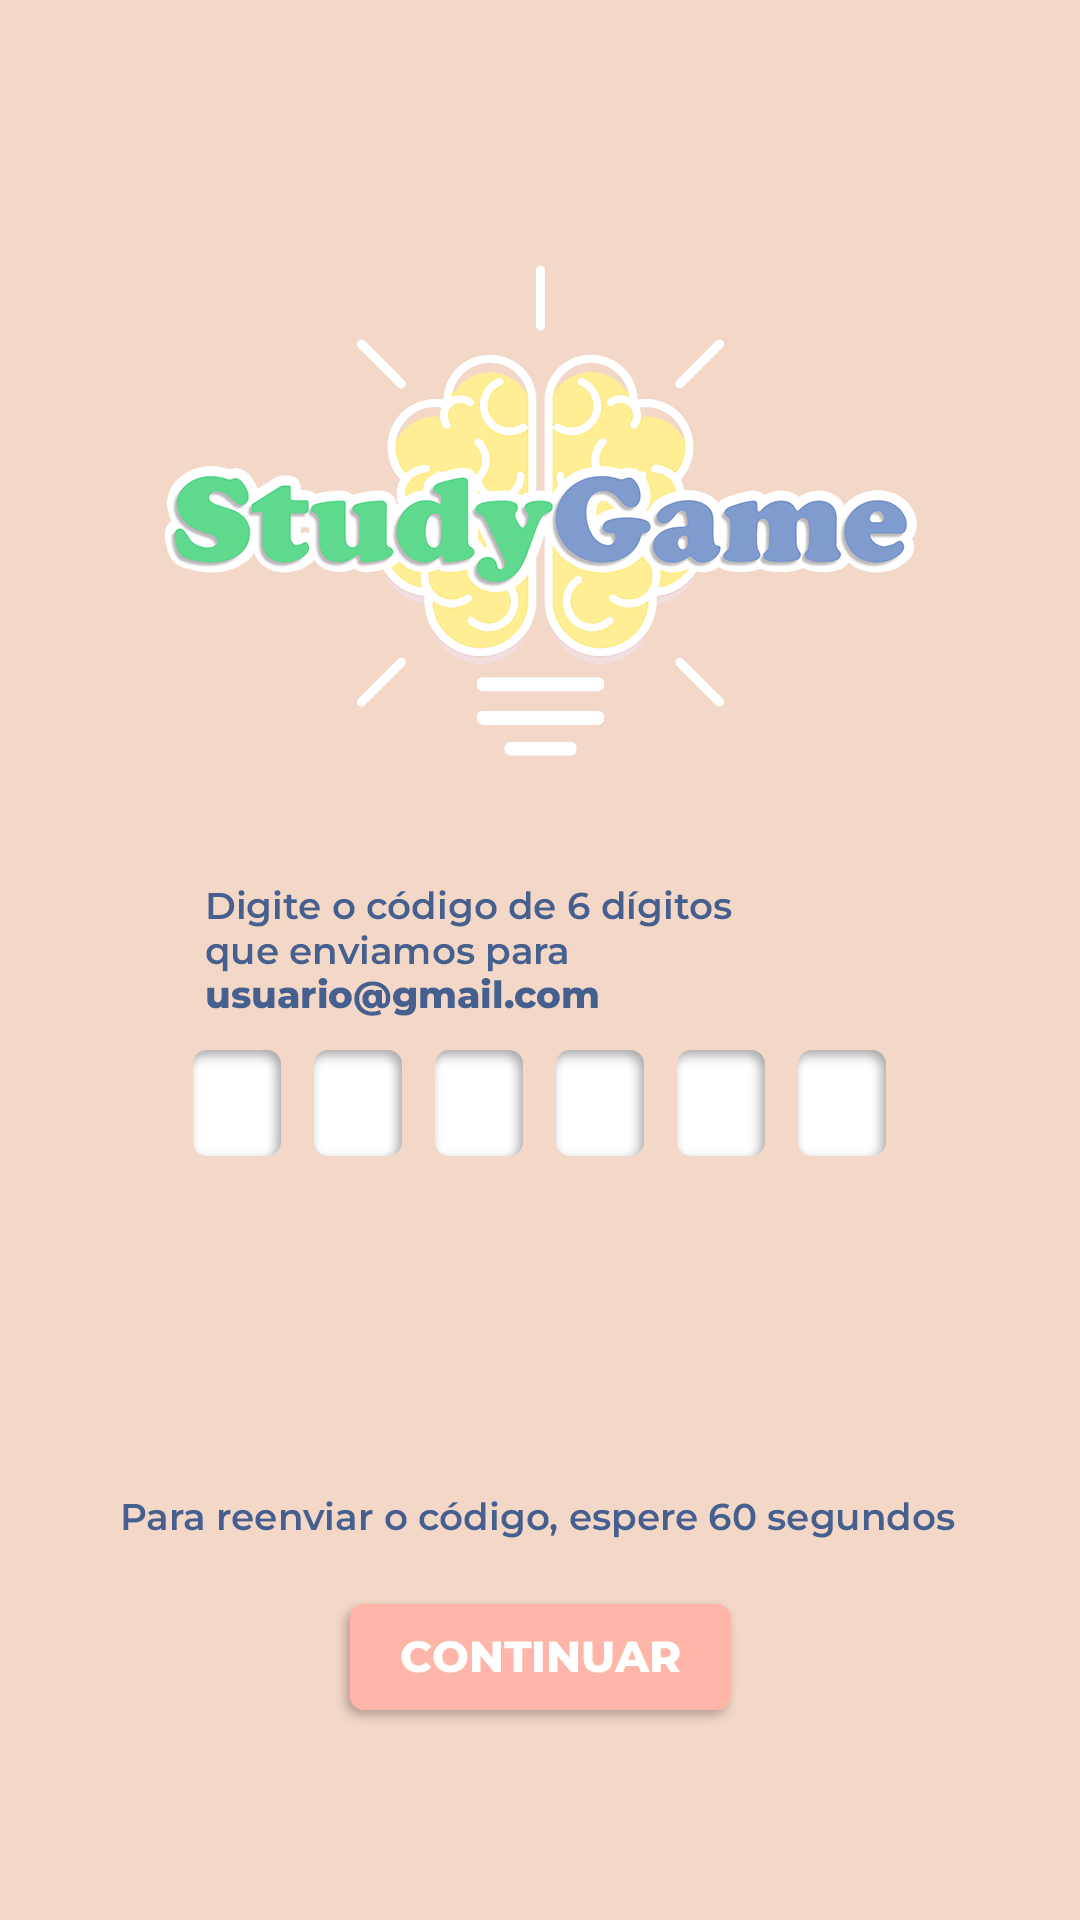 StudyGame
Digite o código de 6 dígitos
que enviamos para
usuario@gmail.com
Para reenviar o código, espere 60 segundos
CONTINUAR